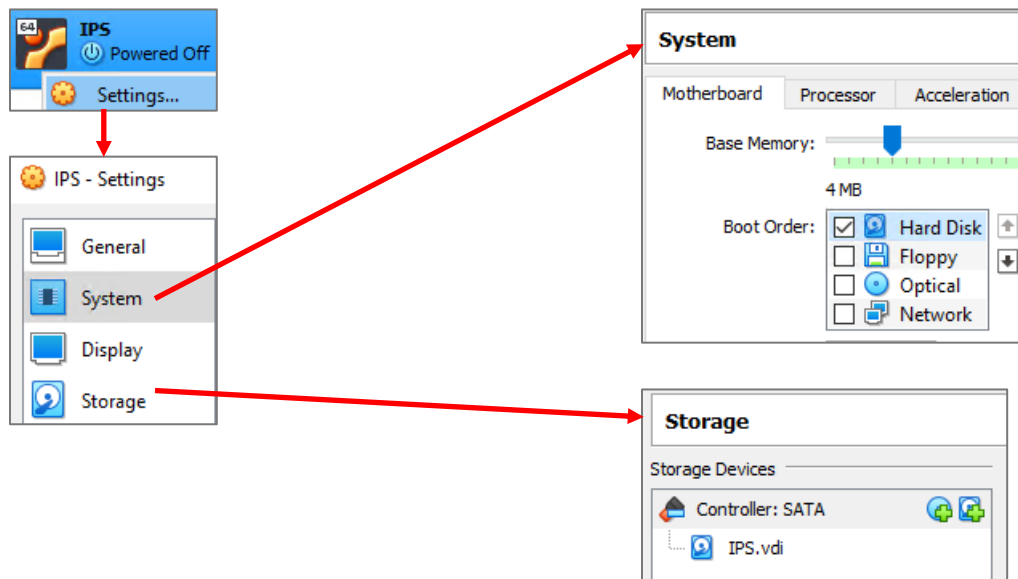 64
IPS
Powered Off
Settings...
IPS - Settings
General
System
Display
Storage
System
Motherboard Processor Acceleration
Base Memory:
4 MB
Boot Order:
Hard Disk
Floppy
Optical
Network
Storage
Storage Devices
Controller: SATA
IPS.vdi